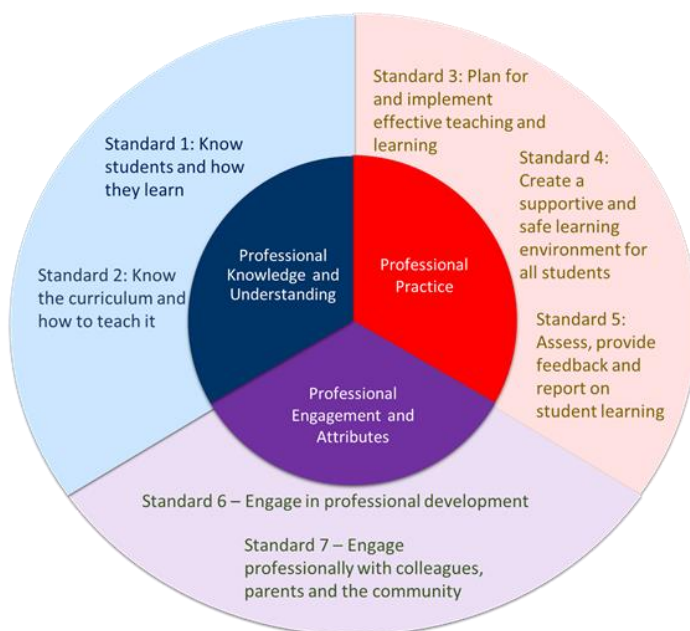 Standard 1: Know
students and how
they learn
Standard 2: Know
the curriculum and
how to teach it
Professional
Knowledge and
Understanding
Standard 3: Plan for
and implement
effective teaching and
learning
Standard 4:
Create a
supportive and
safe learning
environment for
all students
Standard 5:
Assess, provide
feedback and
report on
student learning
Professional
Practice
Professional
Engagement and
Attributes
Standard 6 – Engage in professional development
Standard 7 – Engage
professionally with colleagues,
parents and the community